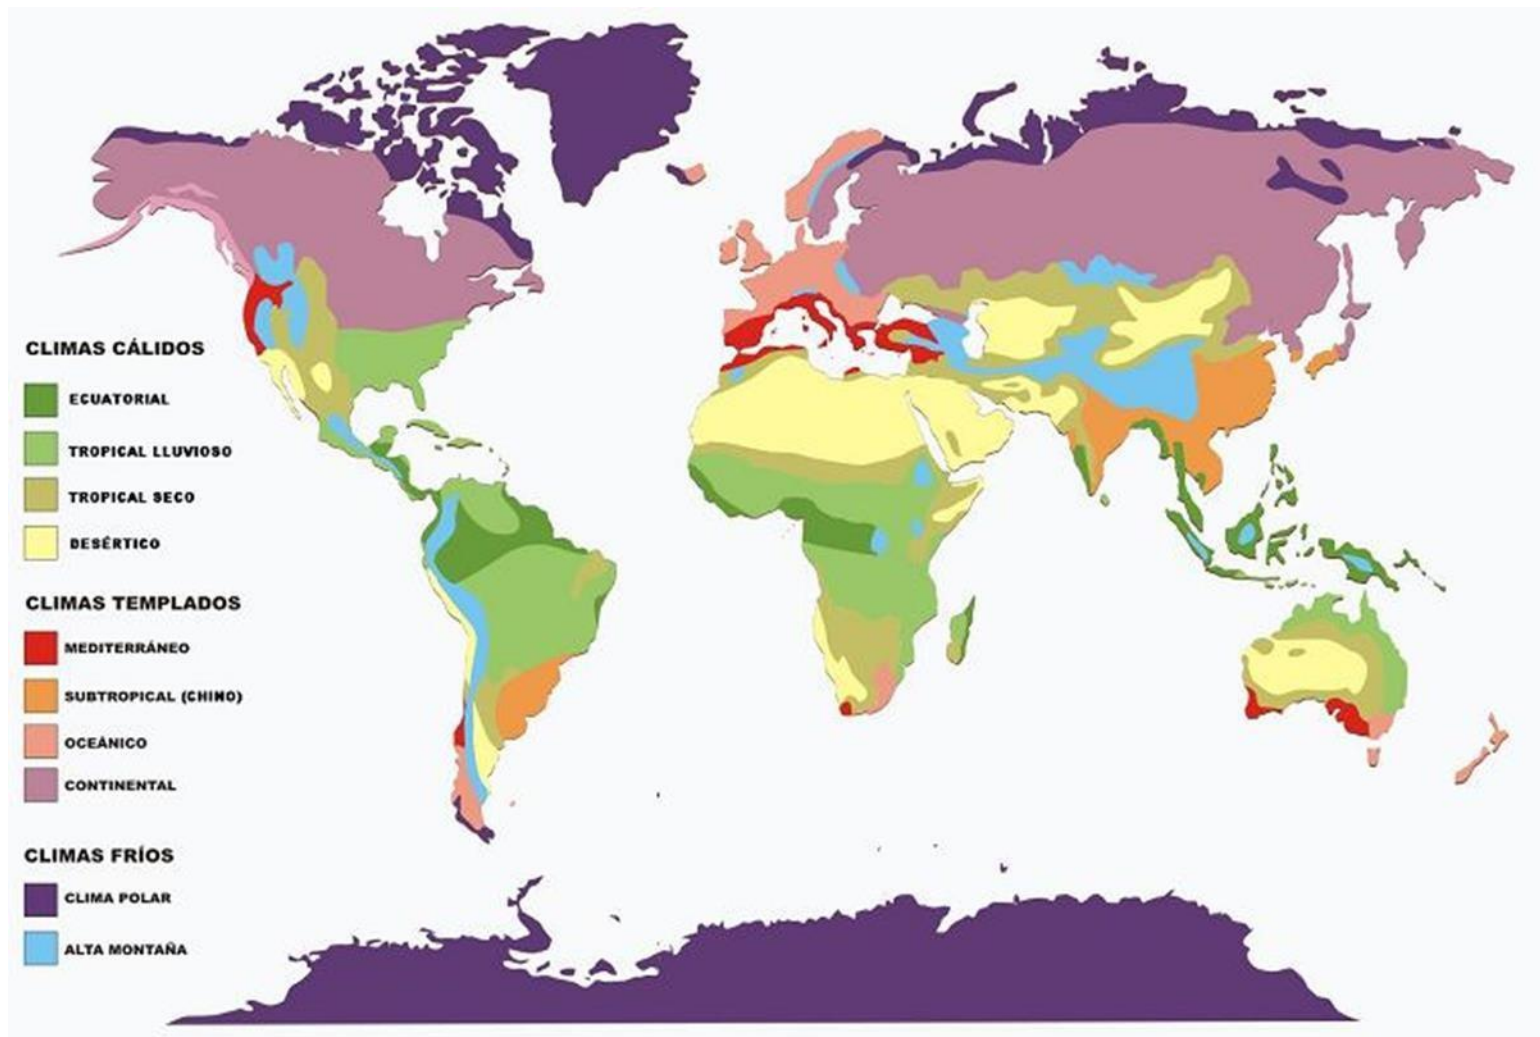 CLIMAS CÁLIDOS
ECUATORIAL
TROPICAL LLUVIOSO
TROPICAL SECO
DESÉRTICO
CLIMAS TEMPLADOS
MEDITERRÁNEO
SUBTROPICAL (CHINO)
OCEÁNICO
CONTINENTAL
CLIMAS FRÍOS
CLIMA POLAR
ALTA MONTAÑA